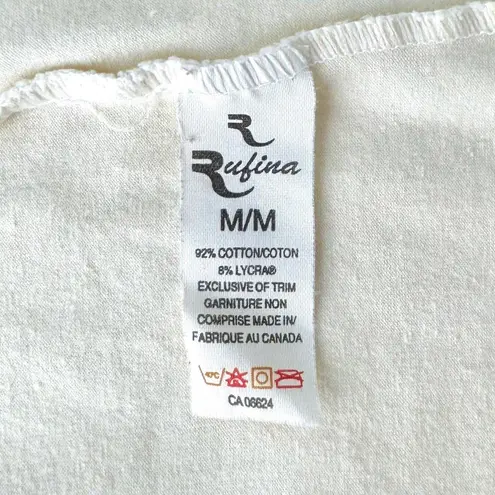 R
Rufina
M/M
92% COTTON/COTON
8% LYCRA®
EXCLUSIVE OF TRIM
GARNITURE NON
COMPRISE MADE IN/
FABRIQUE AU CANADA
40°C
CA 06624